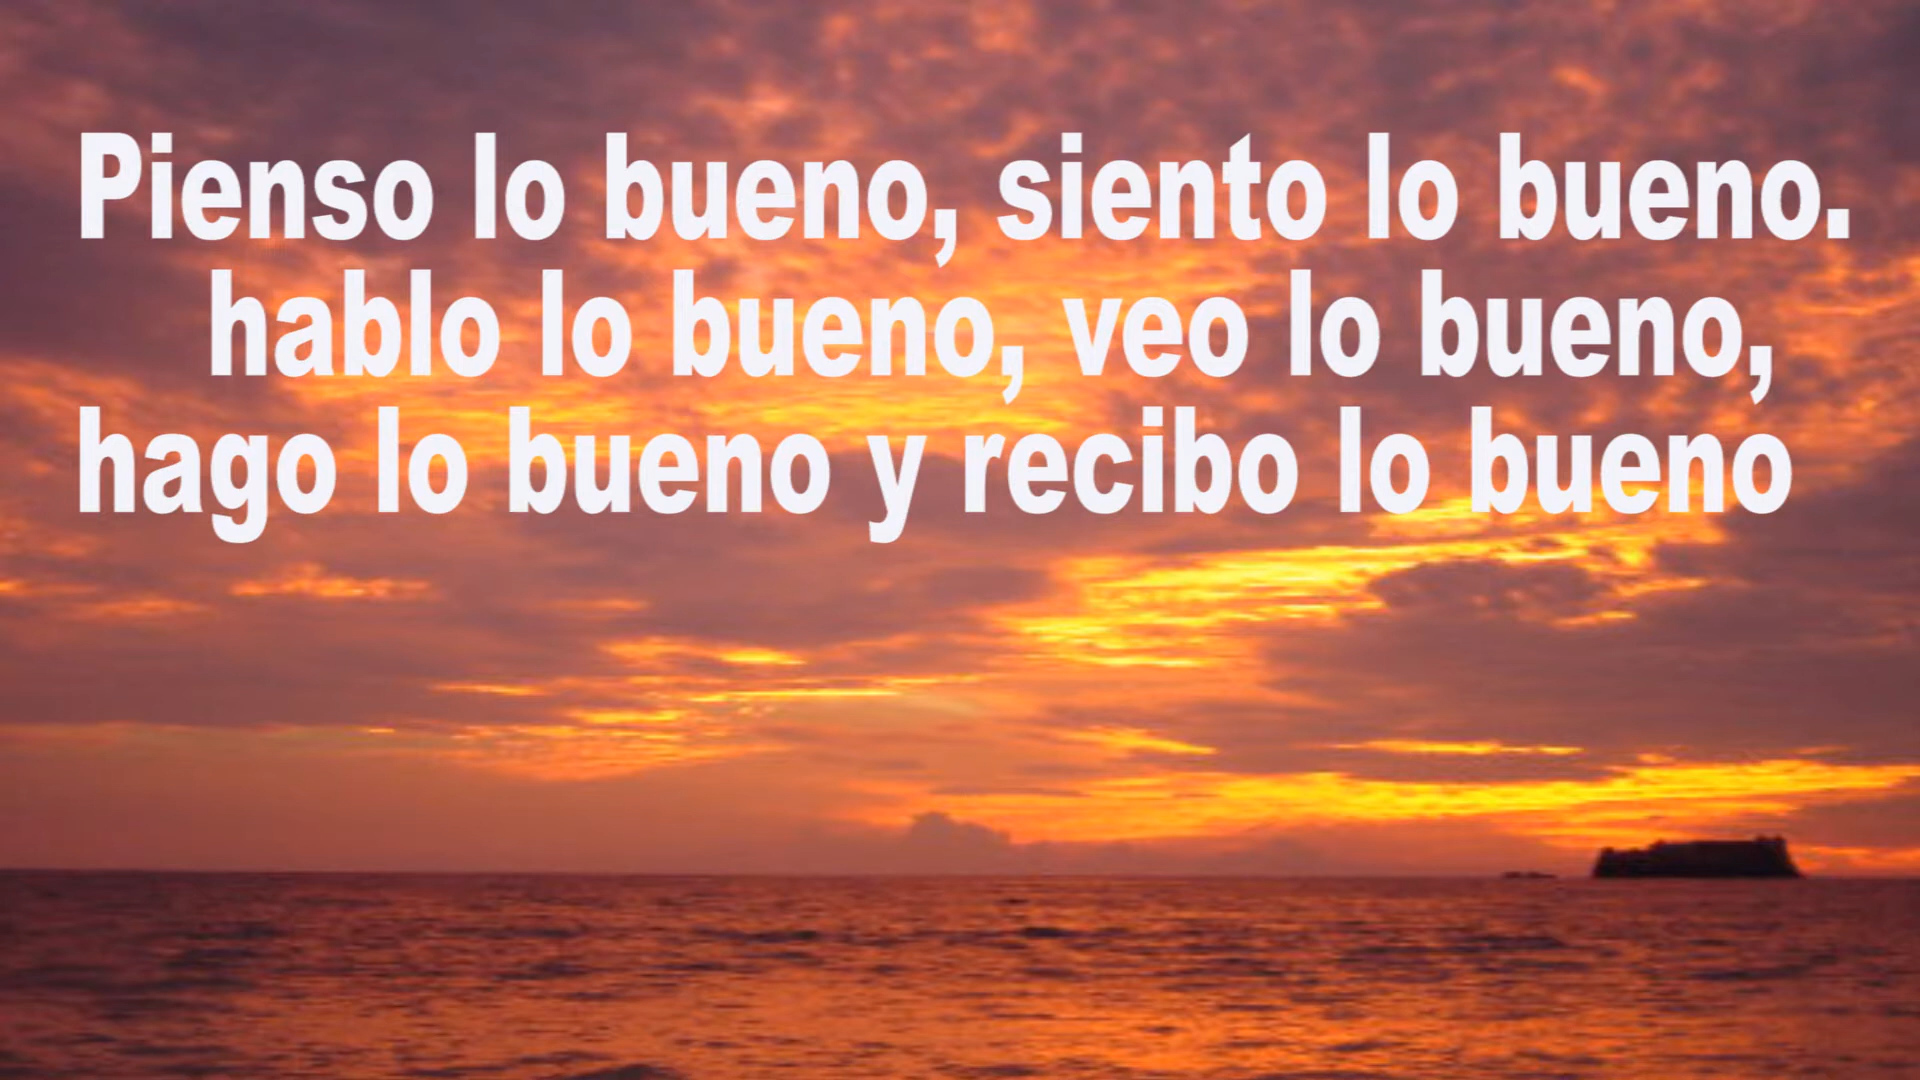 Pienso lo bueno, siento lo bueno.
hablo lo bueno, veo lo bueno,
hago lo bueno y recibo lo bueno